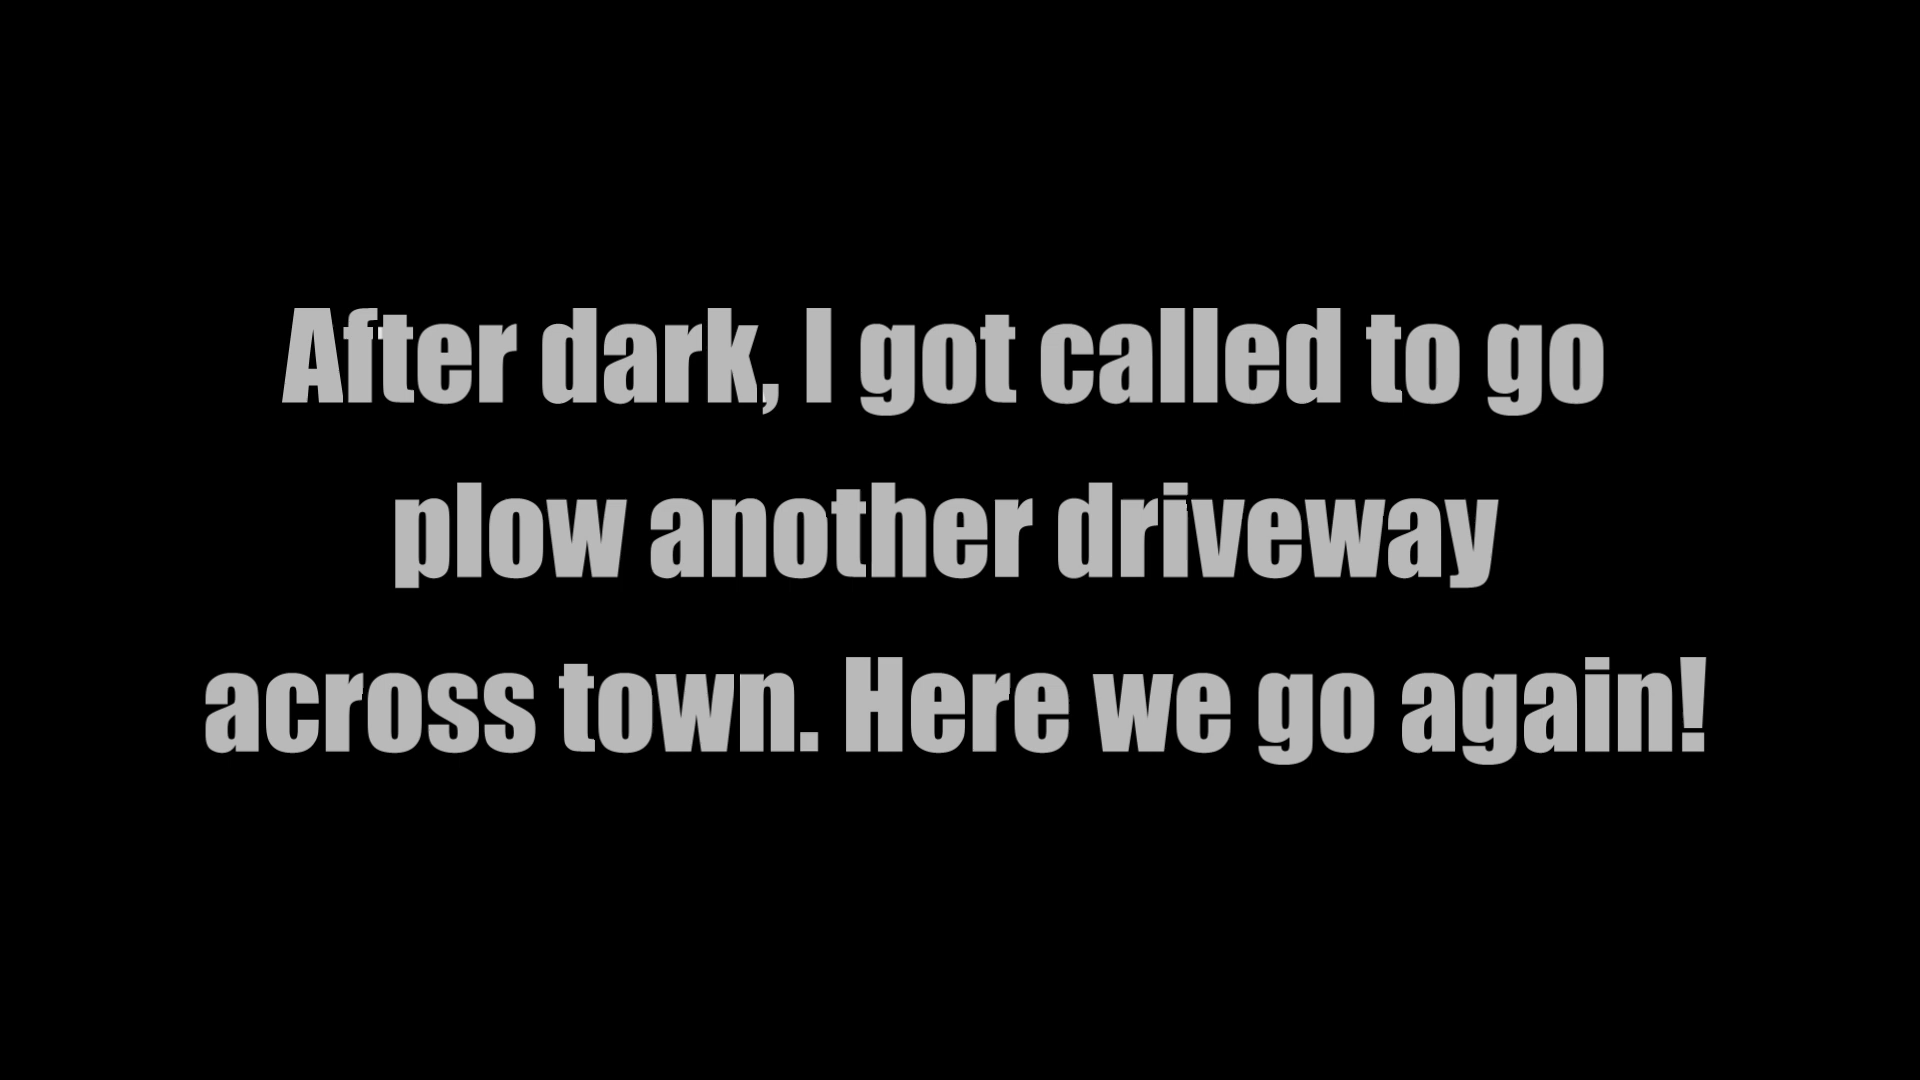 After dark, I got called to go
plow another driveway
across town. Here we go again!